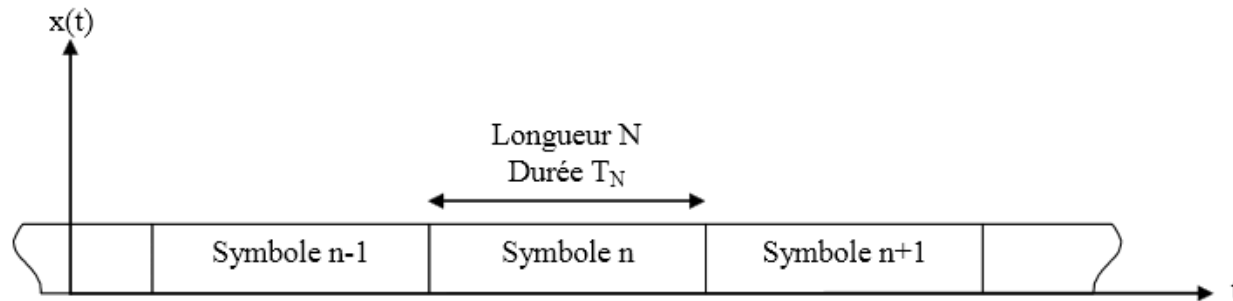 x(t)
Longueur N
Durée T_N
Symbole n-1 Symbole n Symbole n+1
t